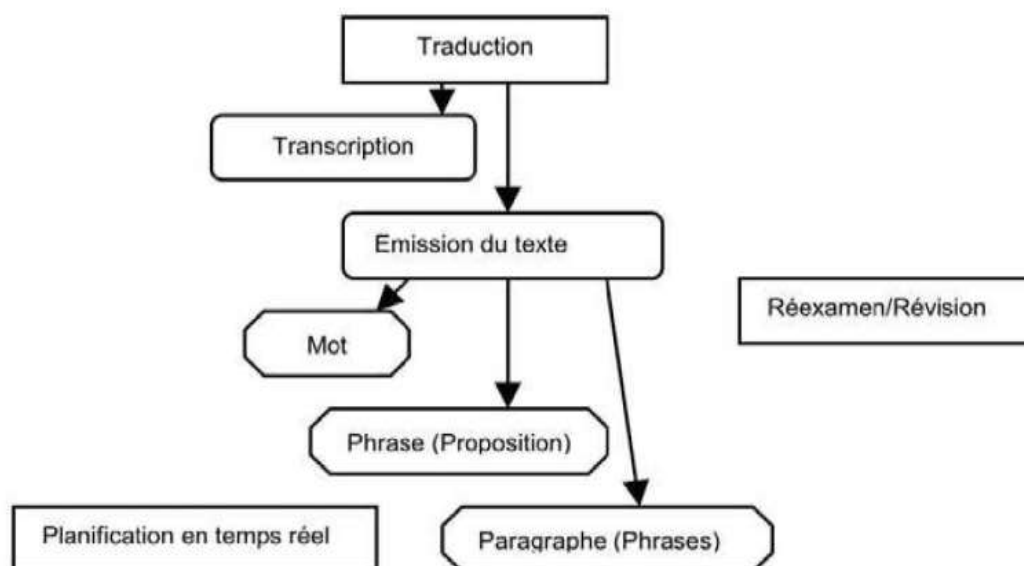 Traduction
Transcription
Emission du texte
Réexamen/Révision
Mot
Phrase (Proposition)
Planification en temps réel
Paragraphe (Phrases)